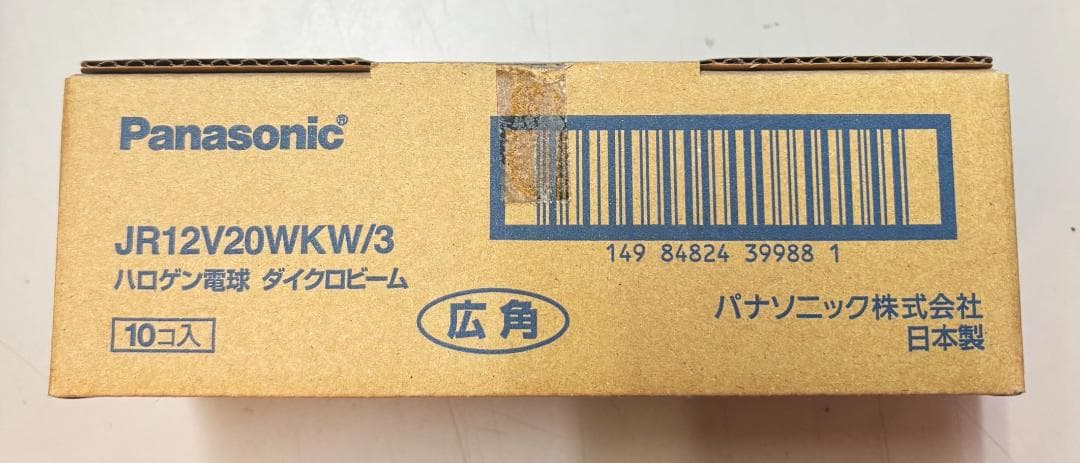 Panasonic®
JR12V20WKW/3
ハロゲン電球 ダイクロビーム
10コ入
広角
149 84824 39988 1
パナソニック株式会社
日本製